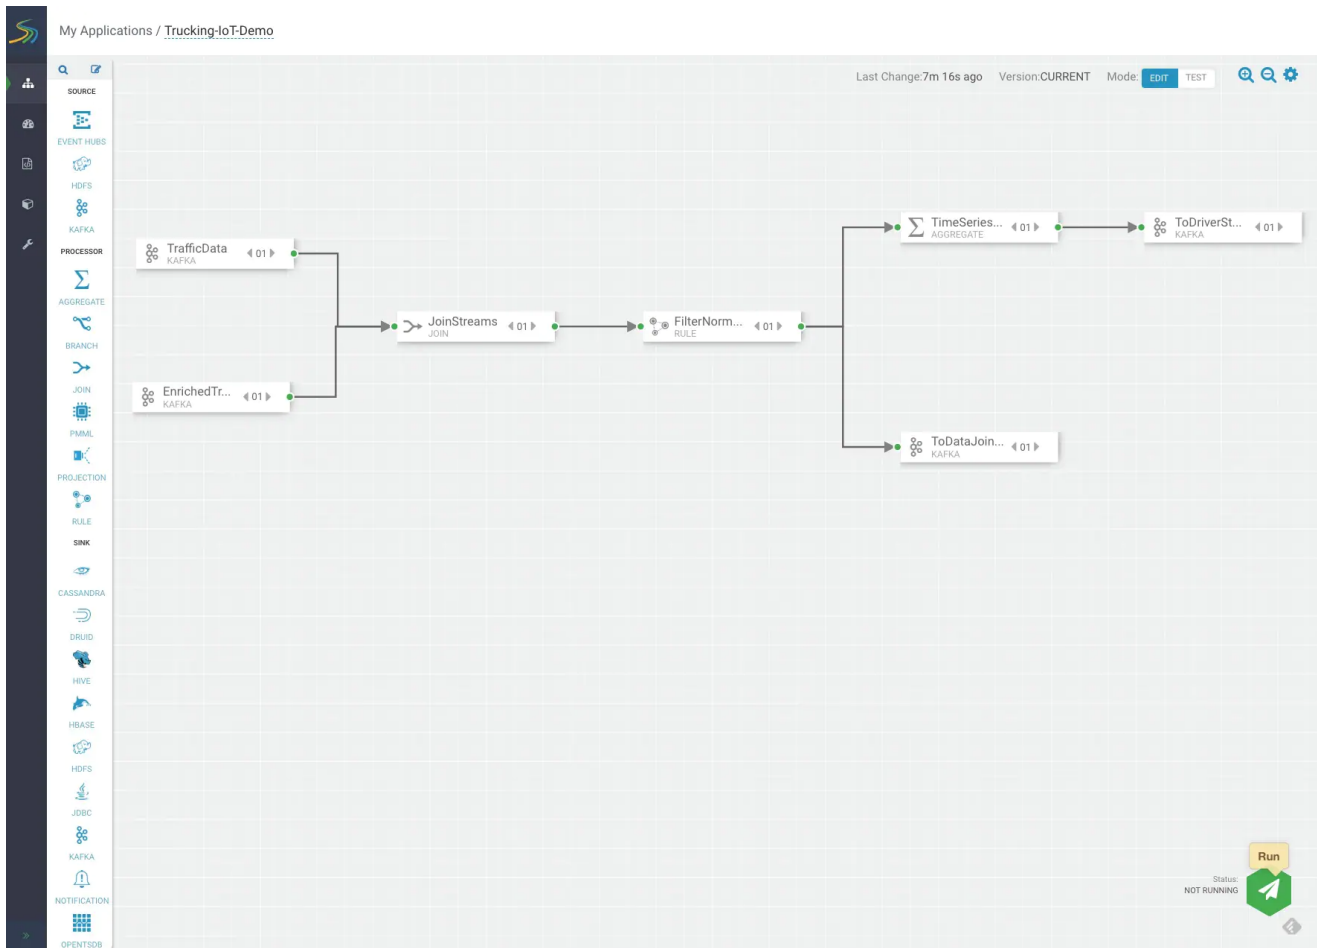 My Applications / Trucking-IoT-Demo
Last Change:7m 16s ago Version:CURRENT Mode: EDIT TEST
SOURCE
EVENT HUBS
HDFS
KAFKA
PROCESSOR
AGGREGATE
BRANCH
JOIN
PMML
PROJECTION
RULE
SINK
CASSANDRA
DRUID
HIVE
HBASE
HDFS
JDBC
KAFKA
NOTIFICATION
OPENTSDB
TrafficData 01
KAFKA
EnrichedTr... 01
KAFKA
JoinStreams 01
JOIN
FilterNorm... 01
RULE
TimeSeries... 01
AGGREGATE
ToDriverSt... 01
KAFKA
ToDataJoin... 01
KAFKA
Run
Status:
NOT RUNNING